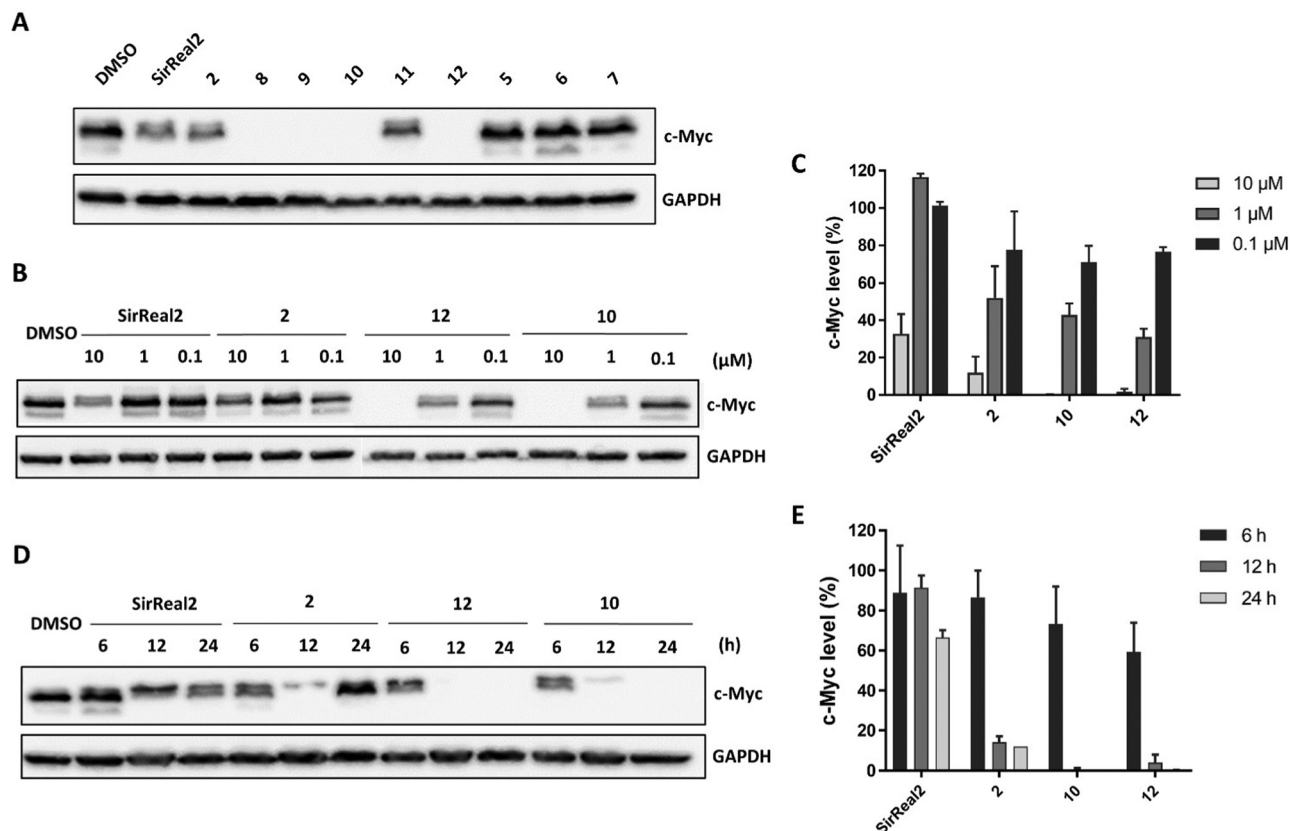 A
DMSO SirReal2 2 8 9 10 11 12 5 6 7
c-Myc
GAPDH
B
SirReal2 2 12 10
DMSO
10 1 0.1 10 1 0.1 10 1 0.1 10 1 0.1 (µM)
c-Myc
GAPDH
C
c-Myc level (%)
120
100
80
60
40
20
0
SirReal2 2 10 12
10 µM
1 µM
0.1 µM
D
SirReal2 2 12 10
DMSO
6 12 24 6 12 24 6 12 24 6 12 24 (h)
c-Myc
GAPDH
E
c-Myc level (%)
120
100
80
60
40
20
0
SirReal2 2 10 12
6 h
12 h
24 h